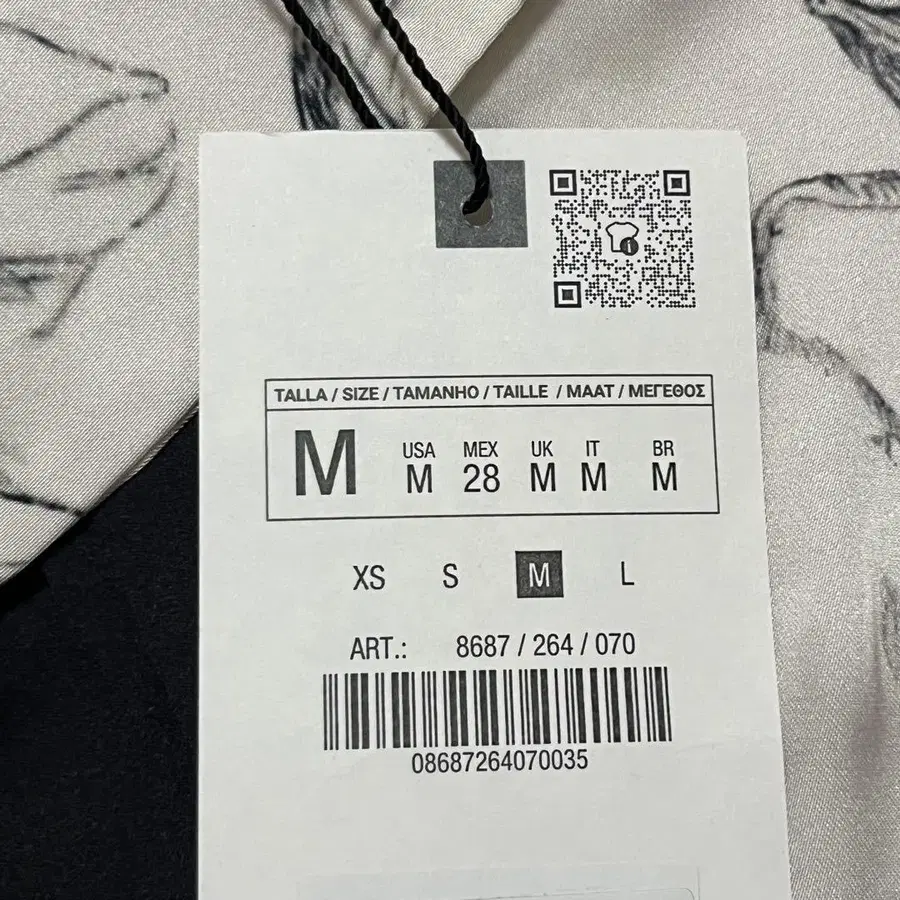 TALLA / SIZE / TAMANHO / TAILLE / MAAT / ΜΕΓΕΘΟΣ
M
USA MEX UK IT BR
M 28 M M M
XS S M L
ART.: 8687 / 264 / 070
08687264070035